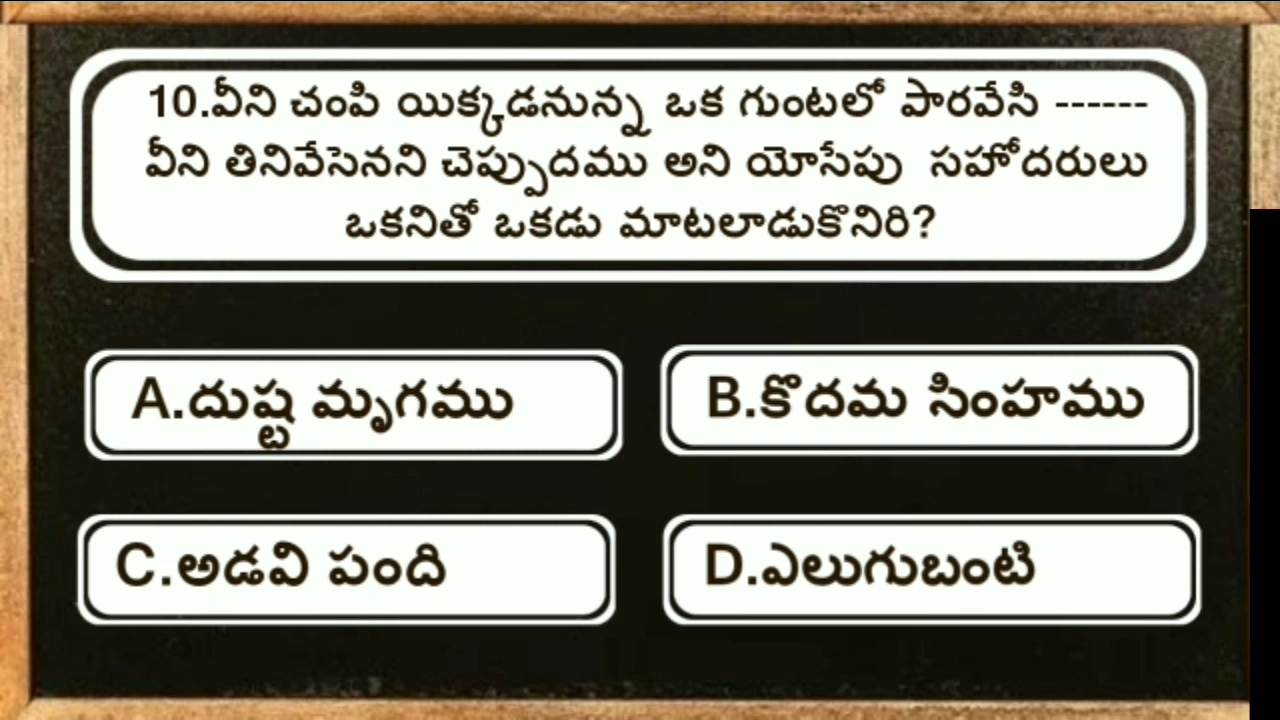 10.వీని చంపి యిక్కడనున్న ఒక గుంటలో పారవేసి ------
వీని తినివేసెనని చెప్పుదము అని యోసేపు సహోదరులు
ఒకనితో ఒకడు మాటలాడుకొనిరి?
A.దుష్ట మృగము
B.కొదమ సింహము
C.అడవి పంది
D.ఎలుగుబంటి